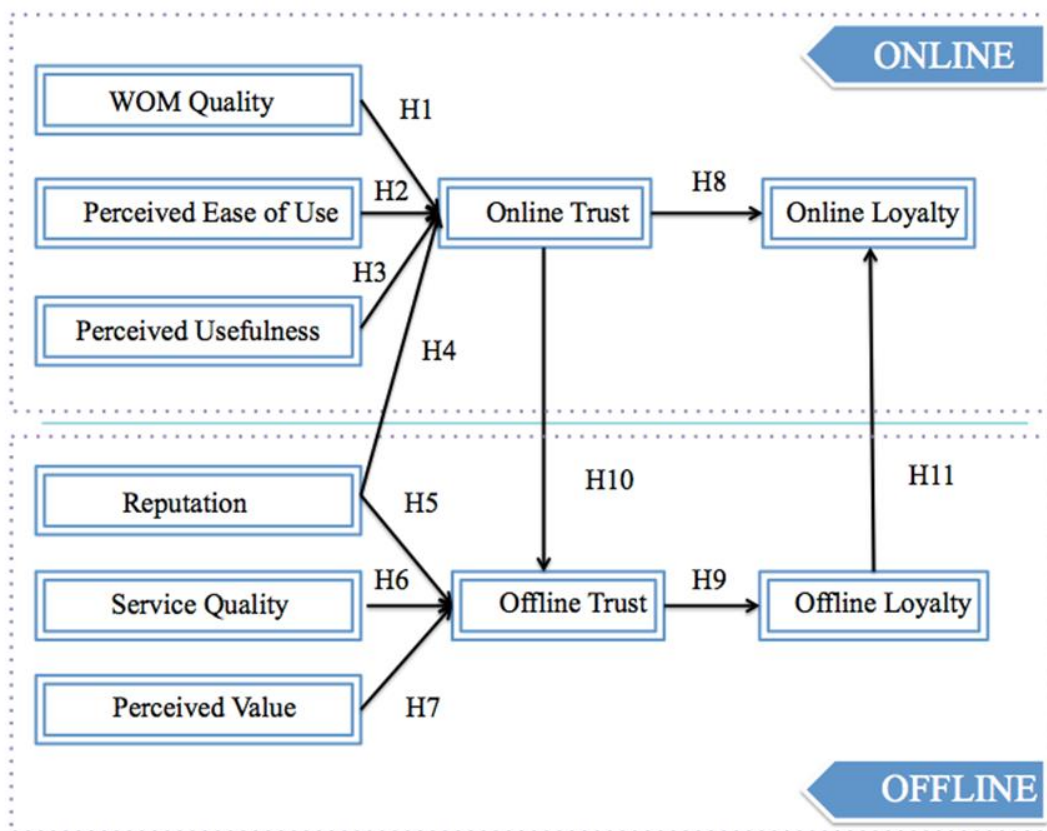 ONLINE
WOM Quality
H1
Perceived Ease of Use
H2
Online Trust
H8
Online Loyalty
H3
Perceived Usefulness
H4
Reputation
H5
H10
H11
Service Quality
H6
Offline Trust
H9
Offline Loyalty
Perceived Value
H7
OFFLINE